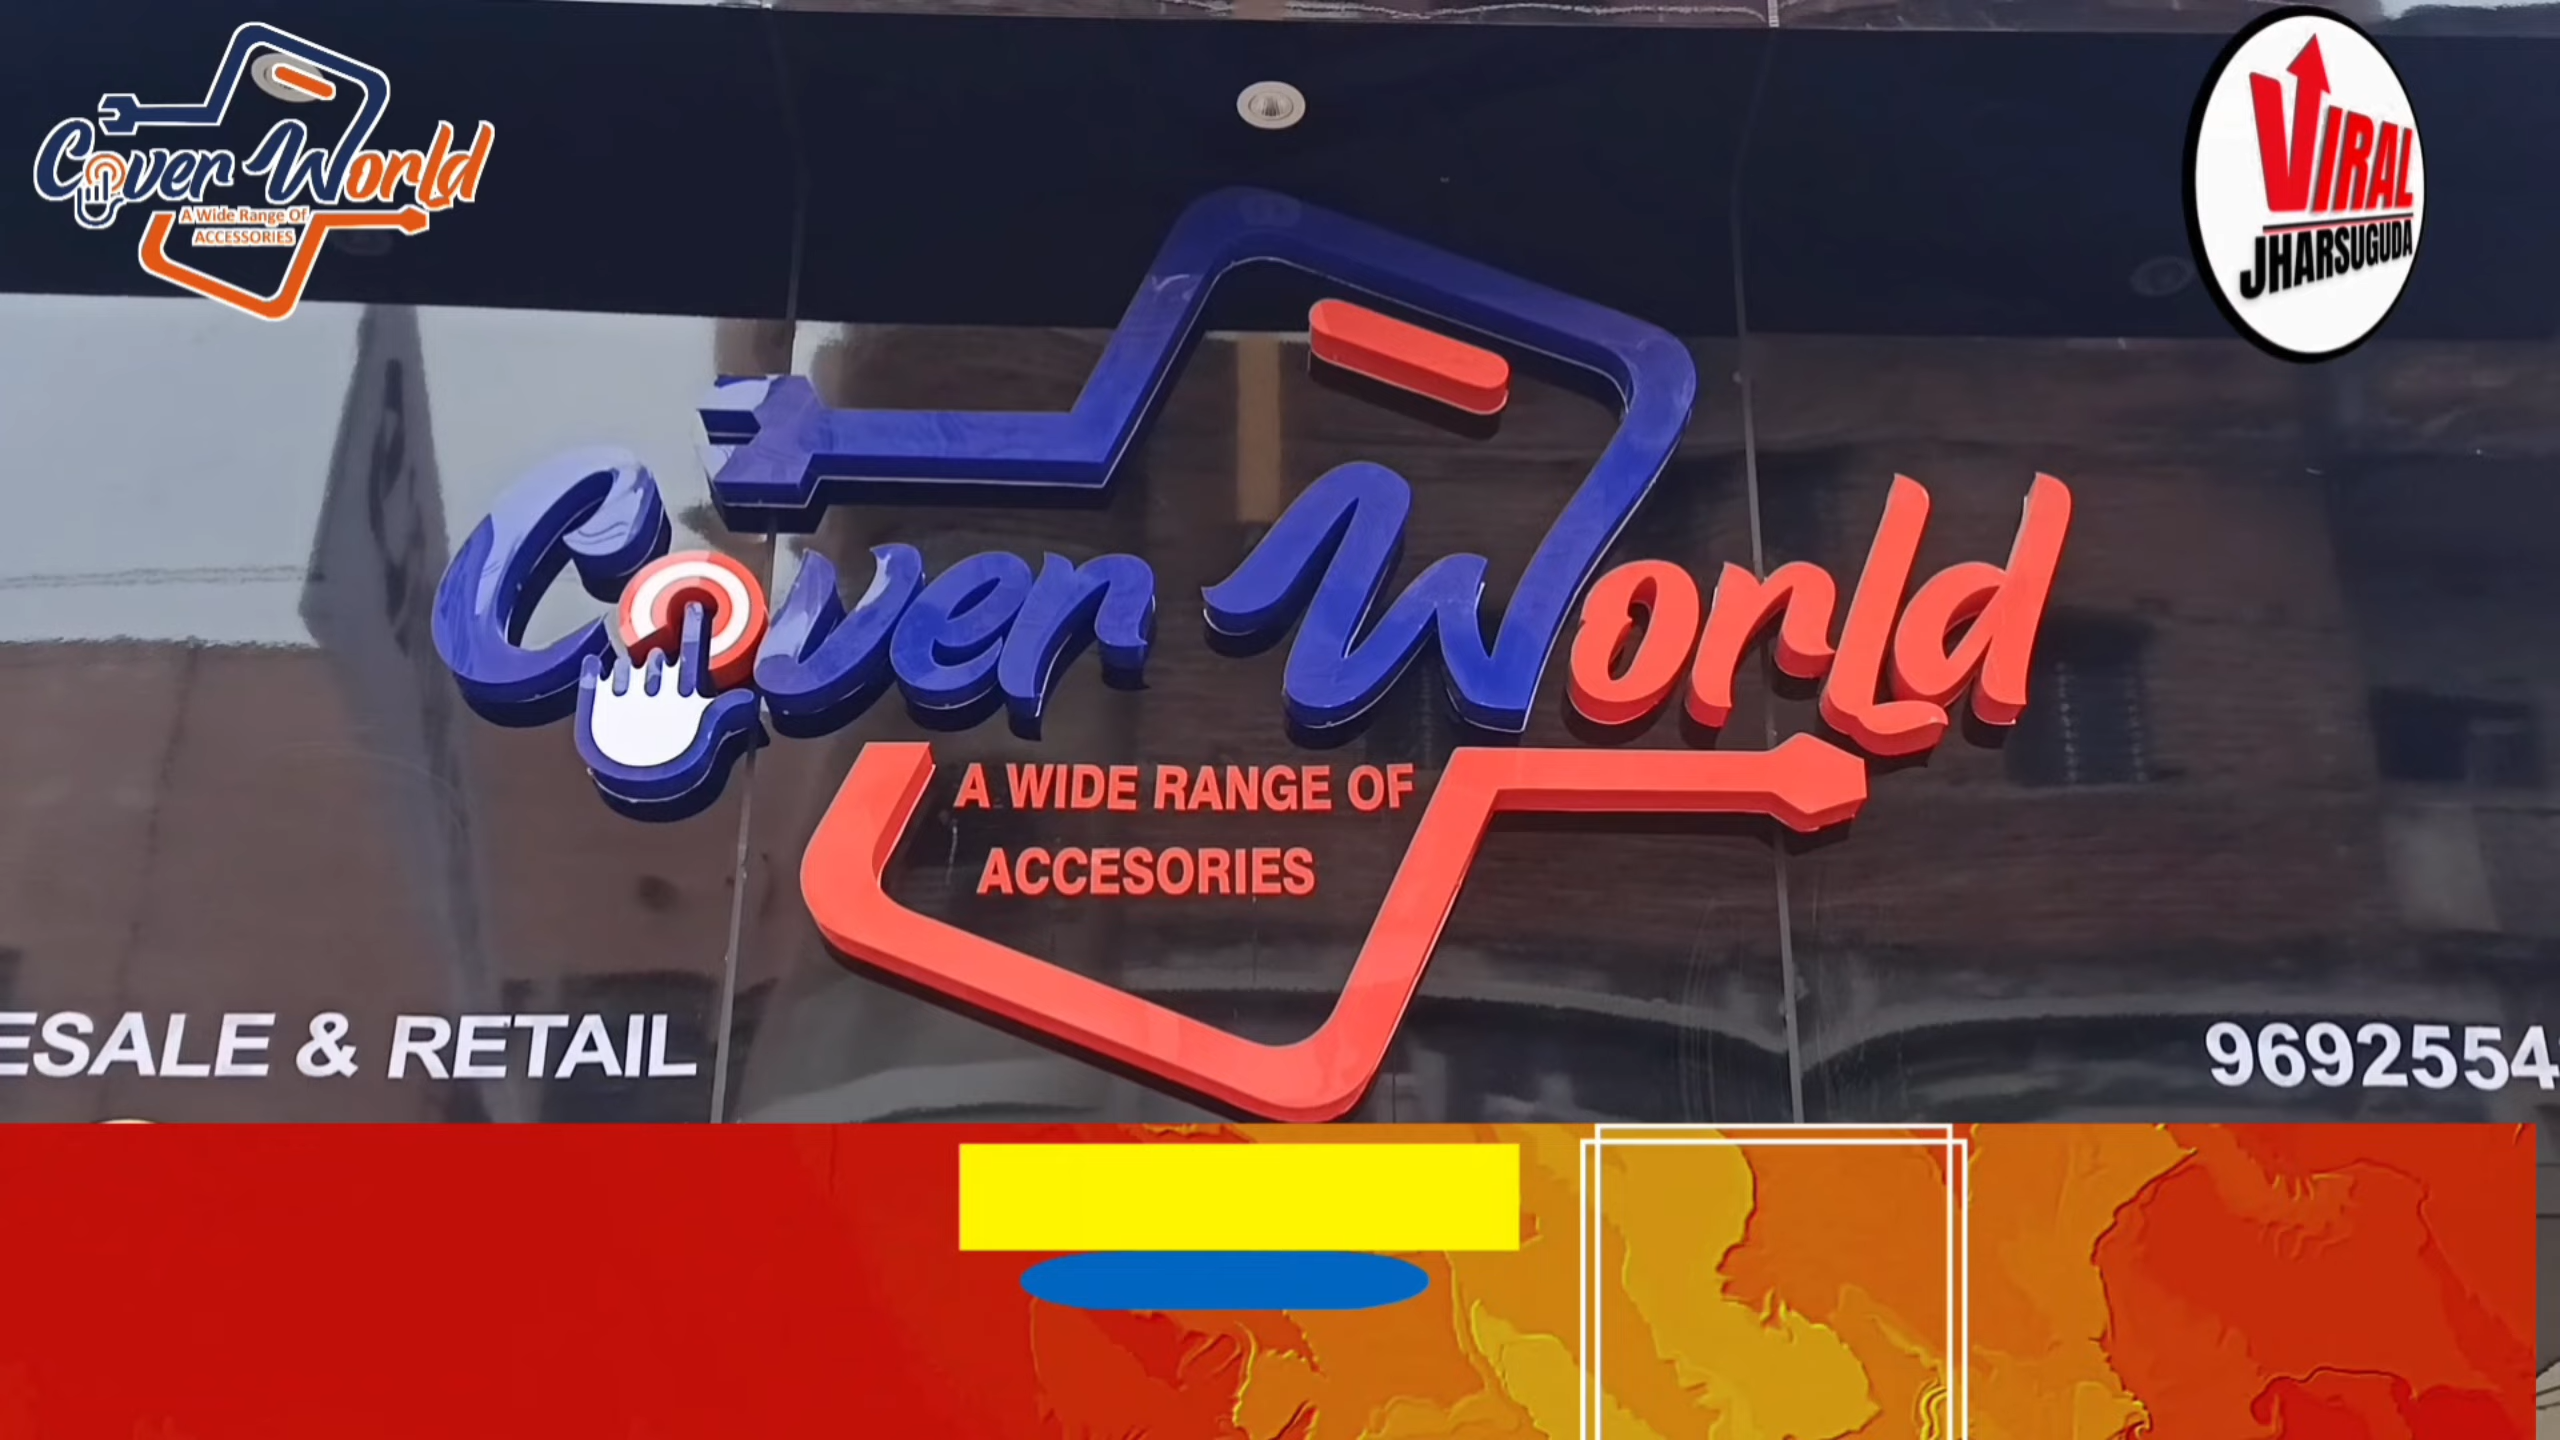 Cover World
A Wide Range Of
ACCESSORIES
VIRAL
JHARSUGUDA
Cover World
A WIDE RANGE OF
ACCESORIES
ESALE & RETAIL
9692554